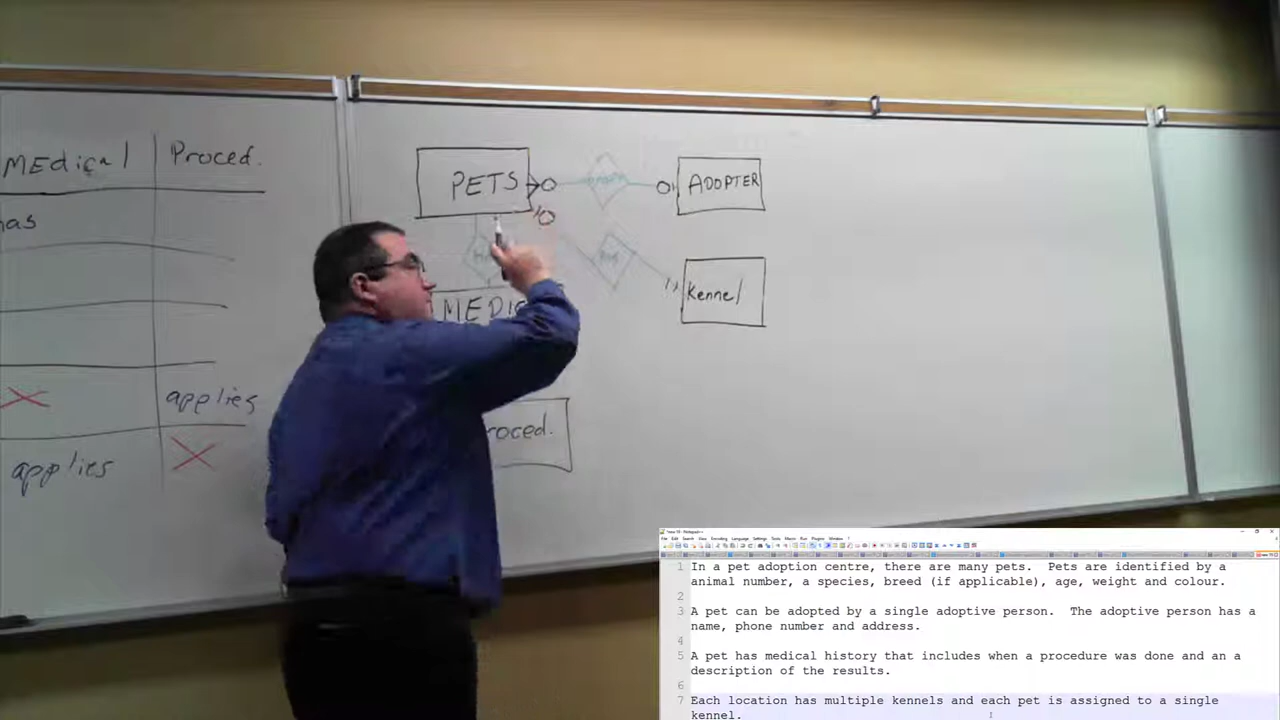 MEdical
Proced.
has
applies
applies
PETS
ADOPTER
Kennel
MEDIC
roced.
1 In a pet adoption centre, there are many pets.  Pets are identified by a
animal number, a species, breed (if applicable), age, weight and colour.
2
3 A pet can be adopted by a single adoptive person.  The adoptive person has a
name, phone number and address.
4
5 A pet has medical history that includes when a procedure was done and an a
description of the results.
6
7 Each location has multiple kennels and each pet is assigned to a single
kennel.